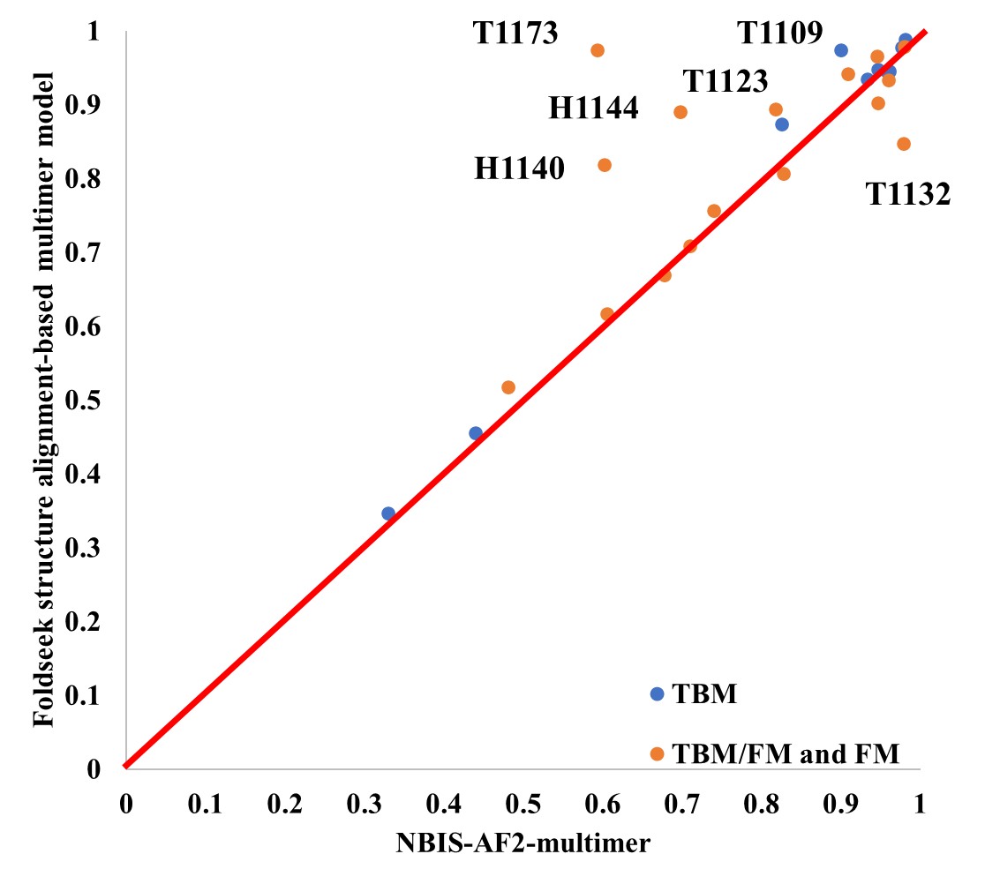 T1173
T1109
T1123
H1144
H1140
T1132
Foldseek structure alignment-based multimer model
1
0.9
0.8
0.7
0.6
0.5
0.4
0.3
0.2
0.1
0
TBM
TBM/FM and FM
0 0.1 0.2 0.3 0.4 0.5 0.6 0.7 0.8 0.9 1
NBIS-AF2-multimer